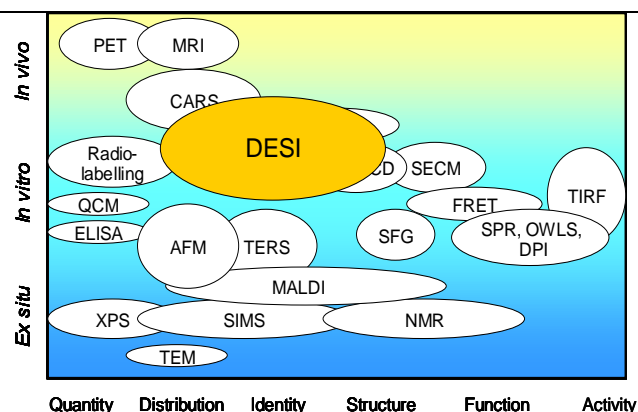 In vivo
In vitro
Ex situ
PET
MRI
CARS
DESI
Radio-
labelling
CD
SECM
QCM
FRET
TIRF
ELISA
AFM
TERS
SFG
SPR, OWLS,
DPI
MALDI
XPS
SIMS
NMR
TEM
Quantity Distribution Identity Structure Function Activity